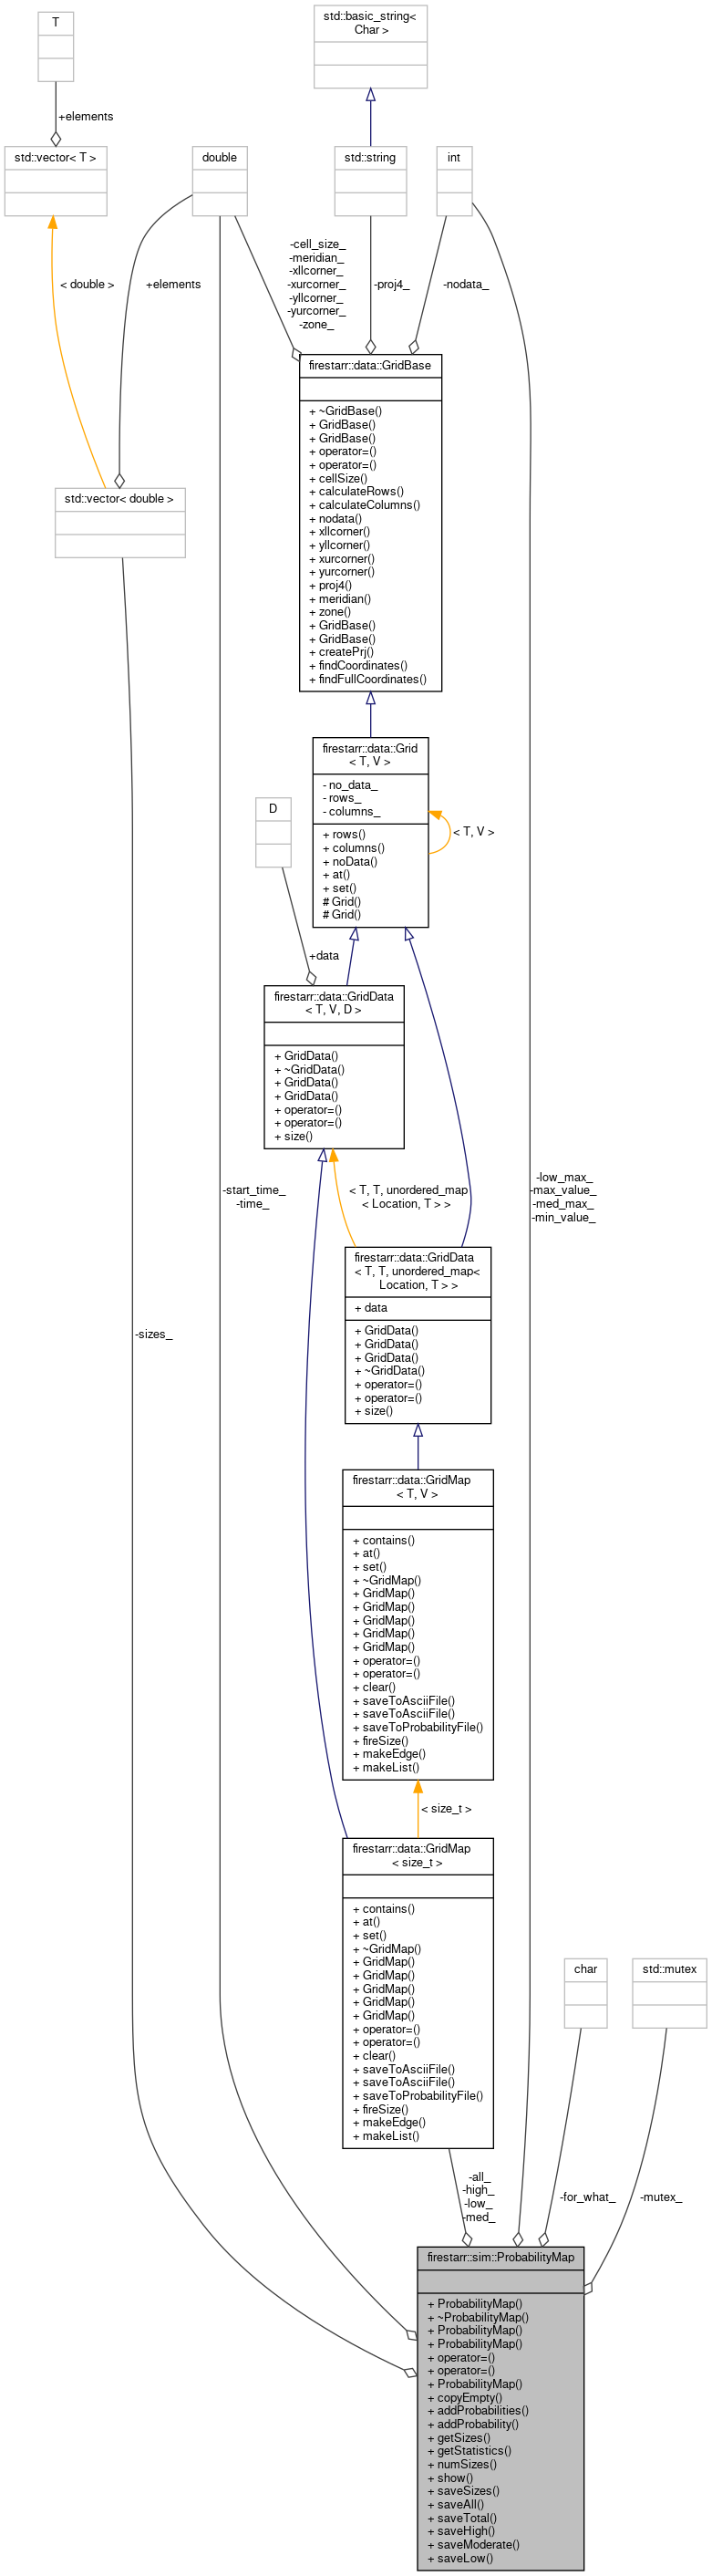 T
std::basic_string<
Char >
+elements
std::vector< T >
double
std::string
int
< double >
+elements
-cell_size_
-meridian_
-xllcorner_
-xurcorner_
-yllcorner_
-yurcorner_
-zone_
-proj4_
-nodata_
firestarr::data::GridBase
+ ~GridBase()
+ GridBase()
+ GridBase()
+ operator=()
+ operator=()
+ cellSize()
+ calculateRows()
+ calculateColumns()
+ nodata()
+ xllcorner()
+ yllcorner()
+ xurcorner()
+ yurcorner()
+ proj4()
+ meridian()
+ zone()
+ GridBase()
+ GridBase()
+ createPrj()
+ findCoordinates()
+ findFullCoordinates()
std::vector< double >
firestarr::data::Grid
< T, V >
- no_data_
- rows_
- columns_
+ rows()
+ columns()
+ noData()
+ at()
+ set()
# Grid()
# Grid()
< T, V >
D
+data
firestarr::data::GridData
< T, V, D >
+ GridData()
+ ~GridData()
+ GridData()
+ GridData()
+ operator=()
+ operator=()
+ size()
-start_time_
-time_
< T, T, unordered_map
< Location, T > >
-low_max_
-max_value_
-med_max_
-min_value_
firestarr::data::GridData
< T, T, unordered_map<
Location, T > >
+ data
+ GridData()
+ GridData()
+ GridData()
+ ~GridData()
+ operator=()
+ operator=()
+ size()
-sizes_
firestarr::data::GridMap
< T, V >
+ contains()
+ at()
+ set()
+ ~GridMap()
+ GridMap()
+ GridMap()
+ GridMap()
+ GridMap()
+ GridMap()
+ operator=()
+ operator=()
+ clear()
+ saveToAsciiFile()
+ saveToAsciiFile()
+ saveToProbabilityFile()
+ fireSize()
+ makeEdge()
+ makeList()
< size_t >
firestarr::data::GridMap
< size_t >
+ contains()
+ at()
+ set()
+ ~GridMap()
+ GridMap()
+ GridMap()
+ GridMap()
+ GridMap()
+ GridMap()
+ operator=()
+ operator=()
+ clear()
+ saveToAsciiFile()
+ saveToAsciiFile()
+ saveToProbabilityFile()
+ fireSize()
+ makeEdge()
+ makeList()
char
std::mutex
-all_
-high_
-low_
-med_
-for_what_
-mutex_
firestarr::sim::ProbabilityMap
+ ProbabilityMap()
+ ~ProbabilityMap()
+ ProbabilityMap()
+ ProbabilityMap()
+ operator=()
+ operator=()
+ ProbabilityMap()
+ copyEmpty()
+ addProbabilities()
+ addProbability()
+ getSizes()
+ getStatistics()
+ numSizes()
+ show()
+ saveSizes()
+ saveAll()
+ saveTotal()
+ saveHigh()
+ saveModerate()
+ saveLow()